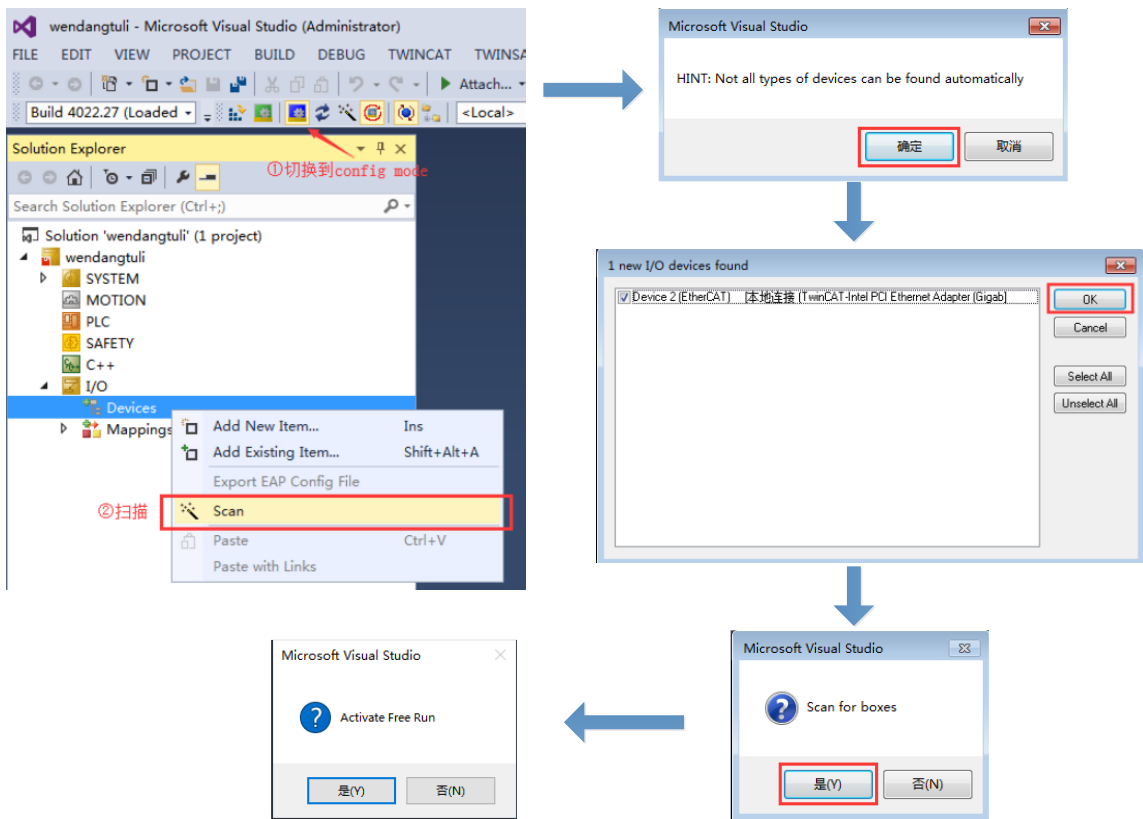 wendangtuli - Microsoft Visual Studio (Administrator)
FILE EDIT VIEW PROJECT BUILD DEBUG TWINCAT TWINSA
Attach...
Build 4022.27 (Loaded
<Local>
Solution Explorer
①切换到config mode
Search Solution Explorer (Ctrl+;)
Solution 'wendangtuli' (1 project)
wendangtuli
SYSTEM
MOTION
PLC
SAFETY
C++
I/O
Devices
Mappings
Add New Item... Ins
Add Existing Item... Shift+Alt+A
Export EAP Config File
②扫描
Scan
Paste Ctrl+V
Paste with Links
Microsoft Visual Studio
HINT: Not all types of devices can be found automatically
确定 取消
1 new I/O devices found
Device 2 (EtherCAT) [本地连接 (TwinCAT-Intel PCI Ethernet Adapter (Gigab]
OK
Cancel
Select All
Unselect All
Microsoft Visual Studio
Scan for boxes
是(Y) 否(N)
Microsoft Visual Studio
Activate Free Run
是(Y) 否(N)